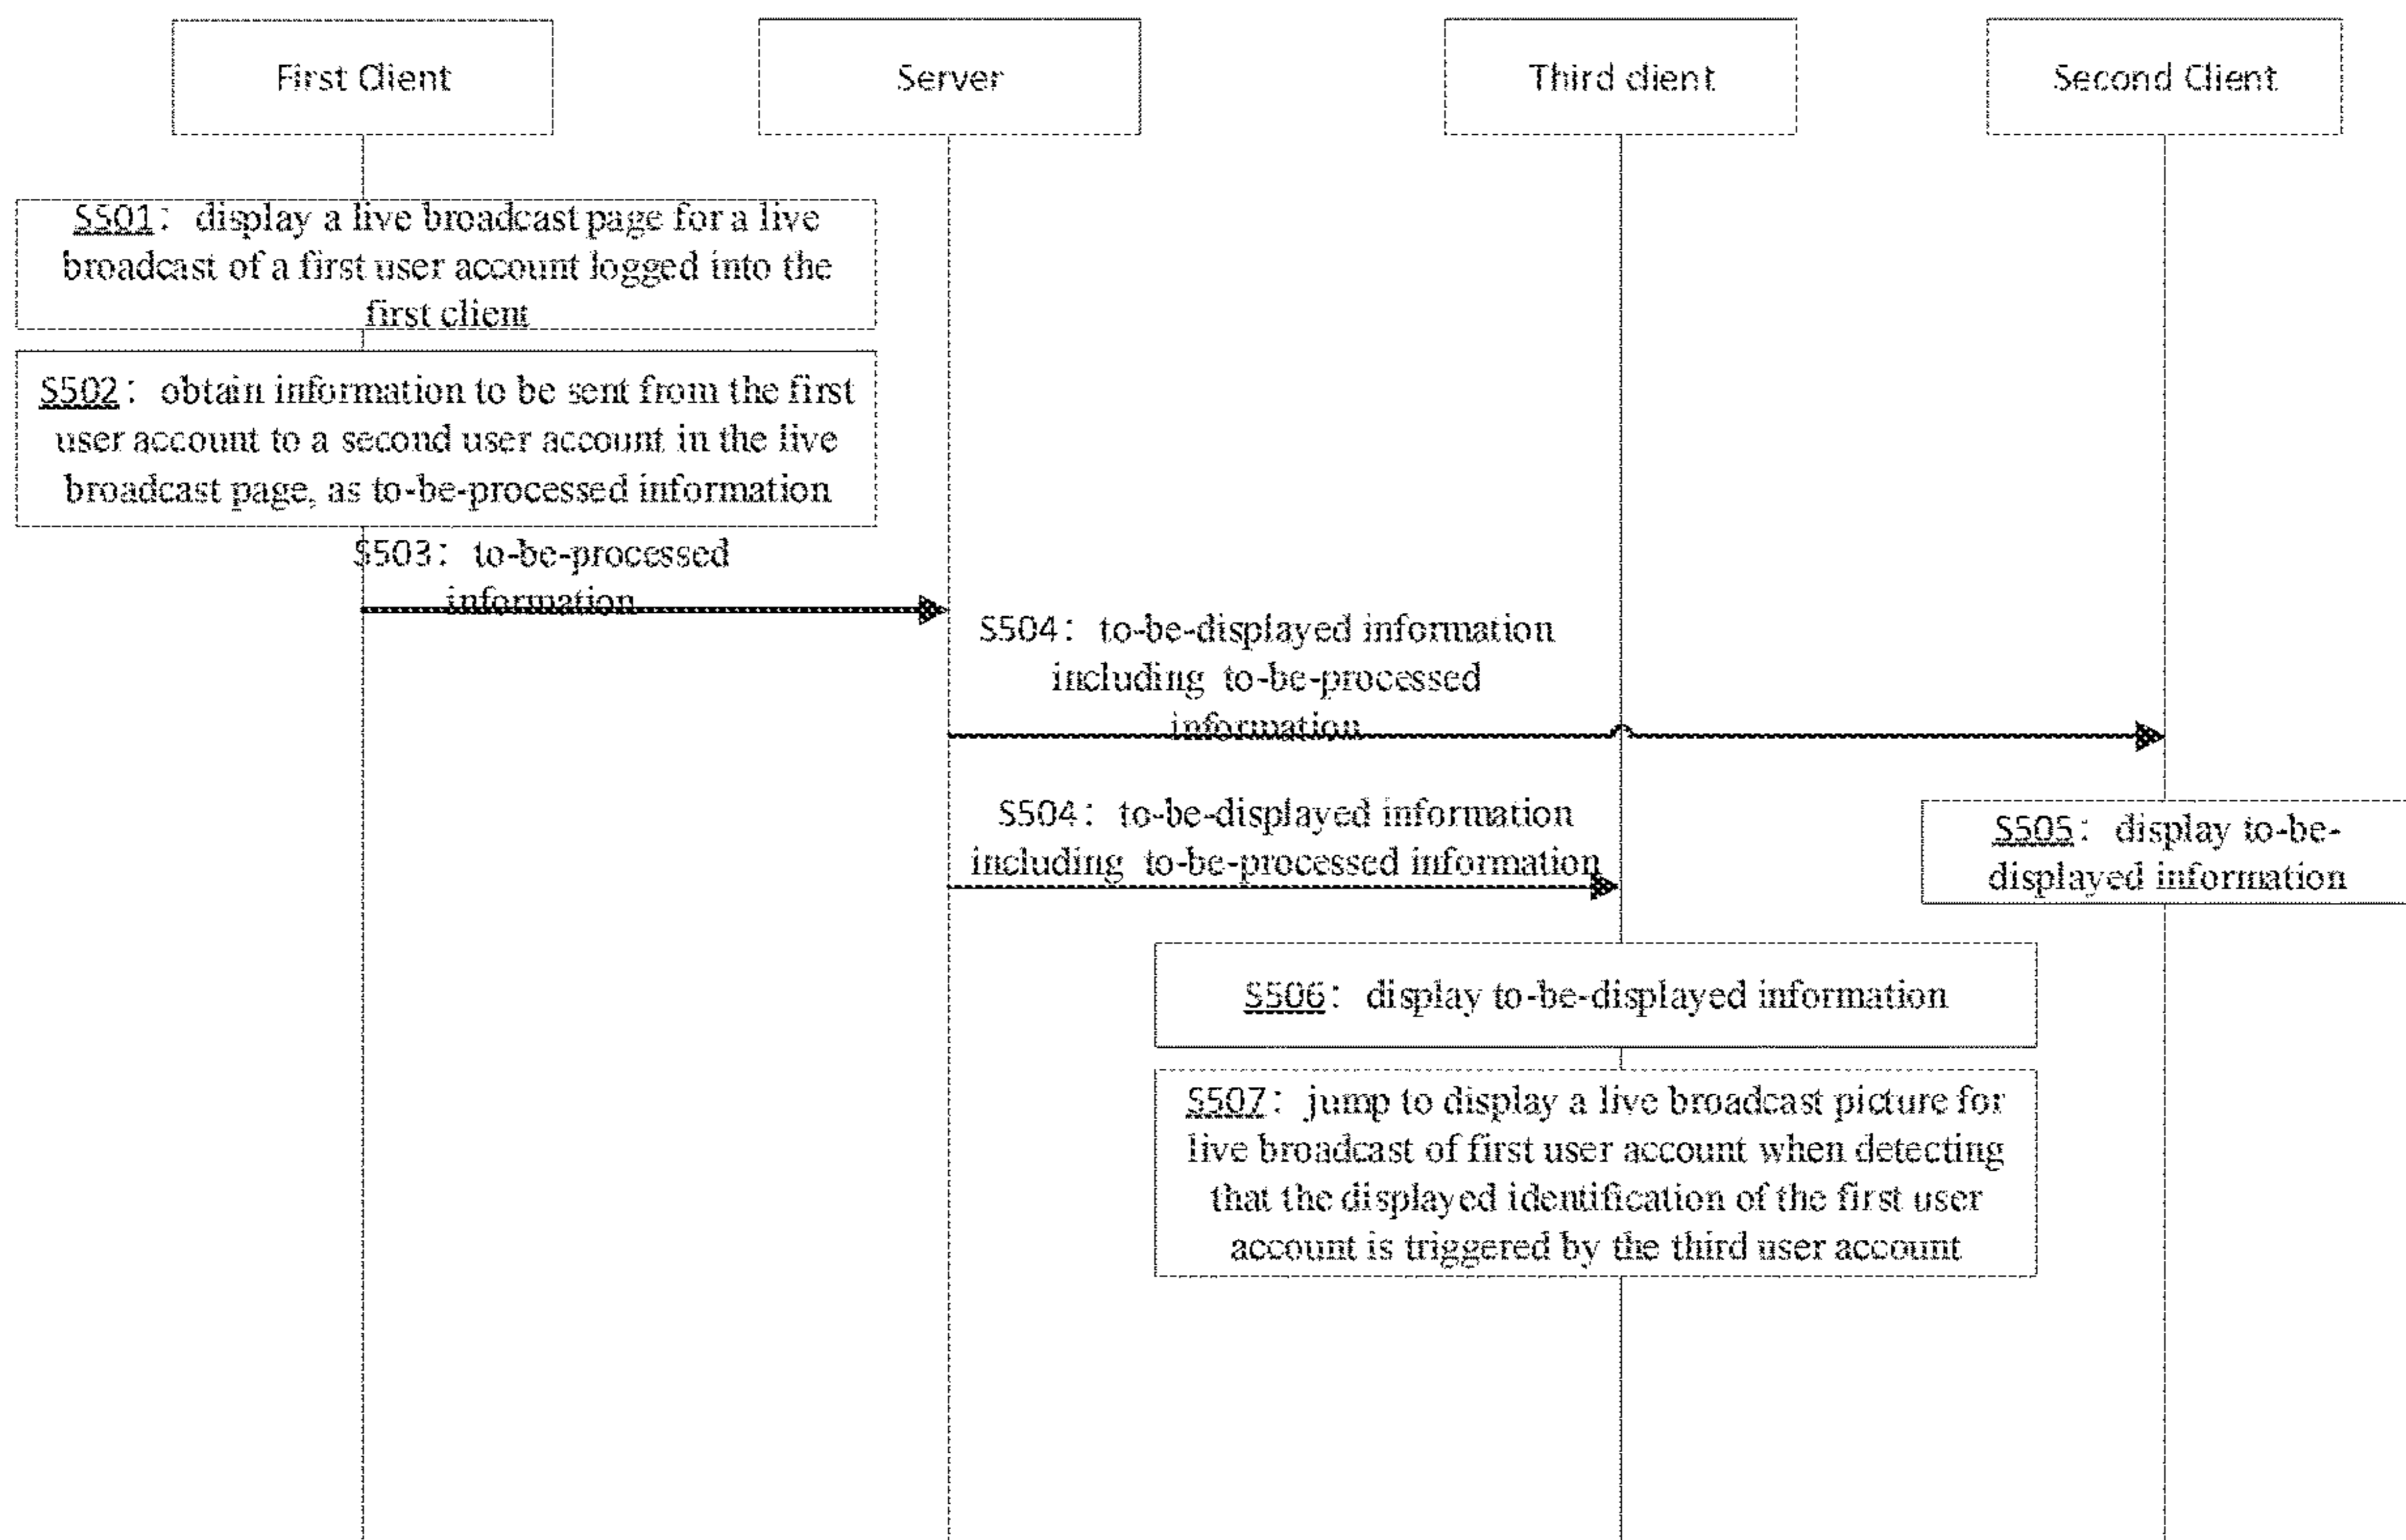 First Client
Server
Third client
Second Client
S501: display a live broadcast page for a live
broadcast of a first user account logged into the
first client
S502: obtain information to be sent from the first
user account to a second user account in the live
broadcast page, as to-be-processed information
S503: to-be-processed
information
S504: to-be-displayed information
including to-be-processed
information
S504: to-be-displayed information
including to-be-processed information
S505: display to-be-
displayed information
S506: display to-be-displayed information
S507: jump to display a live broadcast picture for
live broadcast of first user account when detecting
that the displayed identification of the first user
account is triggered by the third user account